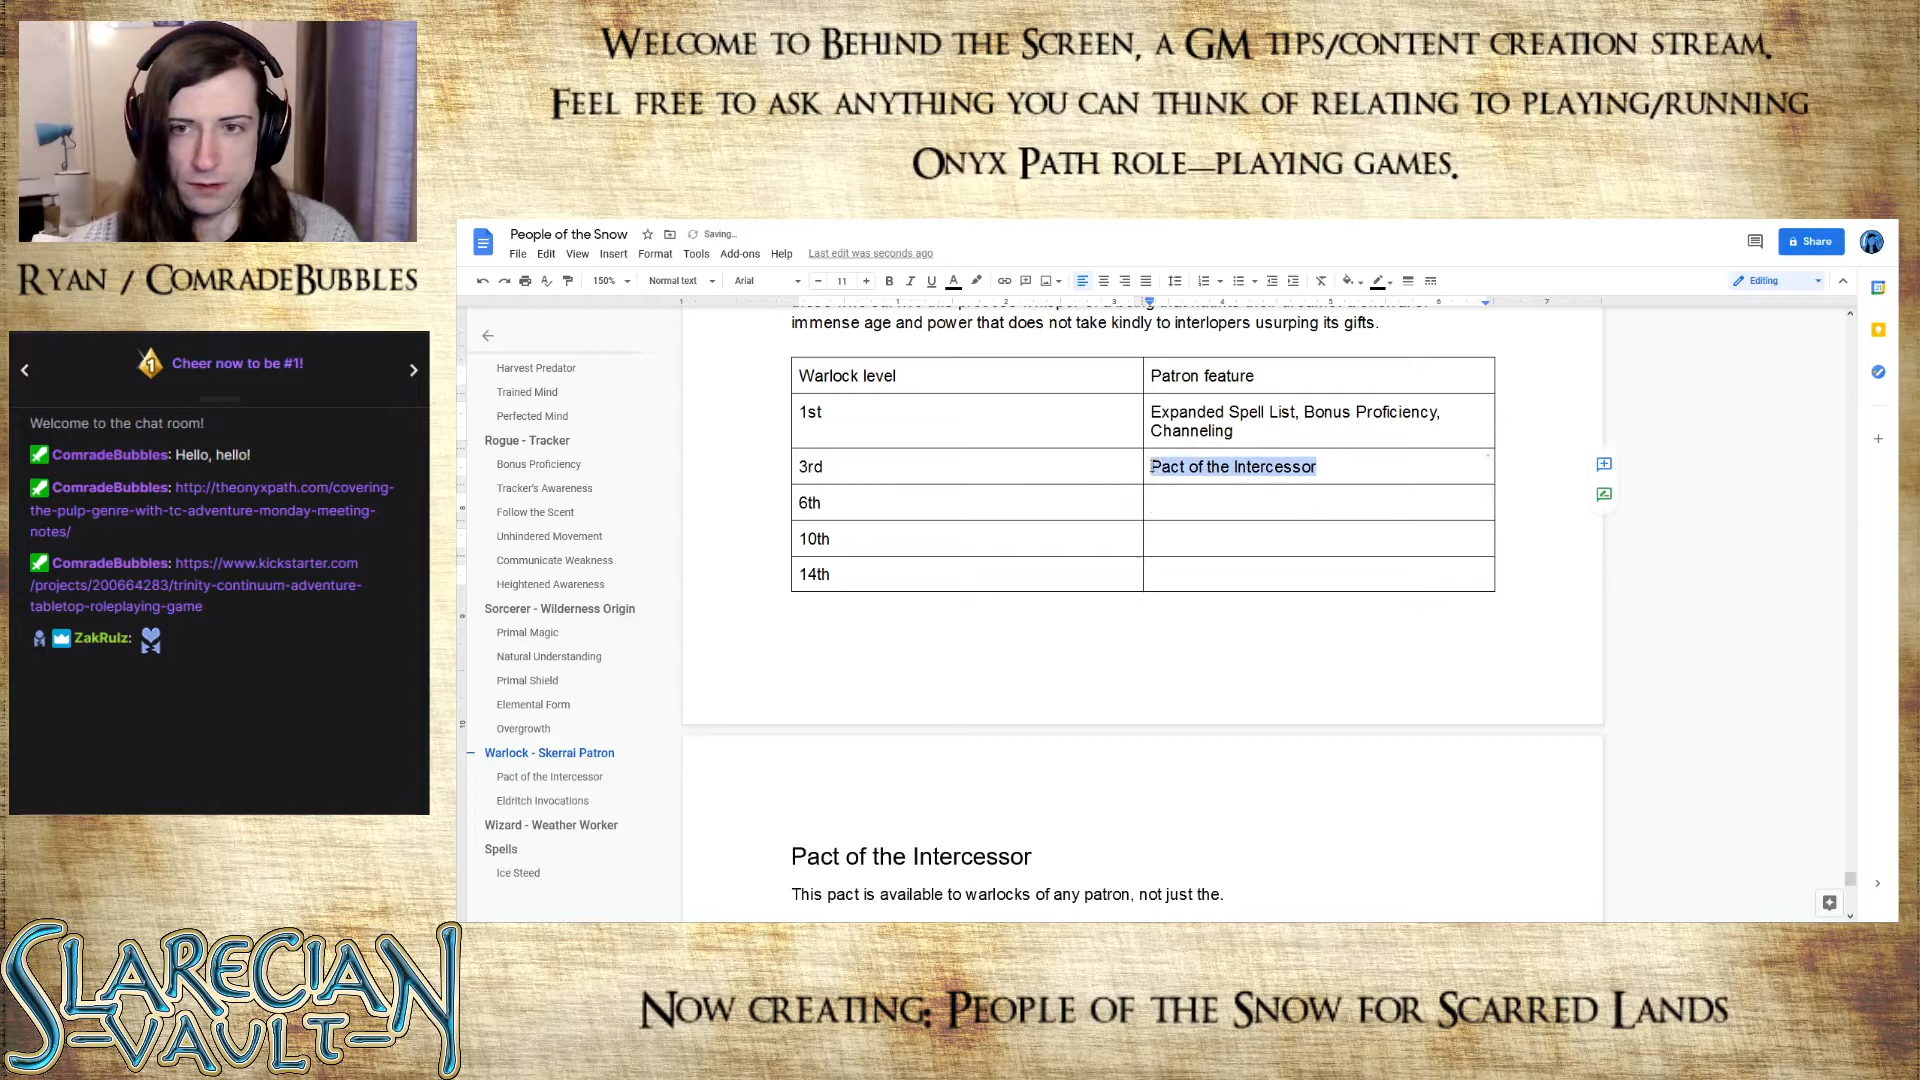 Welcome to Behind the Screen, a GM tips/content creation stream.
Feel free to ask anything you can think of relating to playing/running
Onyx Path role—playing games.
Ryan / ComradeBubbles
Cheer now to be #1!
Welcome to the chat room!
ComradeBubbles: Hello, hello!
ComradeBubbles: http://theonyxpath.com/covering-
the-pulp-genre-with-tc-adventure-monday-meeting-
notes/
ComradeBubbles: https://www.kickstarter.com
/projects/200664283/trinity-continuum-adventure-
tabletop-roleplaying-game
ZakRulz:
People of the Snow
Saving...
File Edit View Insert Format Tools Add-ons Help Last edit was seconds ago
Share
150% Normal text Arial 11 Editing
Harvest Predator
Trained Mind
Perfected Mind
Rogue - Tracker
Bonus Proficiency
Tracker's Awareness
Follow the Scent
Unhindered Movement
Communicate Weakness
Heightened Awareness
Sorcerer - Wilderness Origin
Primal Magic
Natural Understanding
Primal Shield
Elemental Form
Overgrowth
Warlock - Skerrai Patron
Pact of the Intercessor
Eldritch Invocations
Wizard - Weather Worker
Spells
Ice Steed
immense age and power that does not take kindly to interlopers usurping its gifts.
Warlock level Patron feature
1st Expanded Spell List, Bonus Proficiency,
Channeling
3rd Pact of the Intercessor
6th
10th
14th
Pact of the Intercessor
This pact is available to warlocks of any patron, not just the.
Slarecian
Vault
Now creating: People of the Snow for Scarred Lands